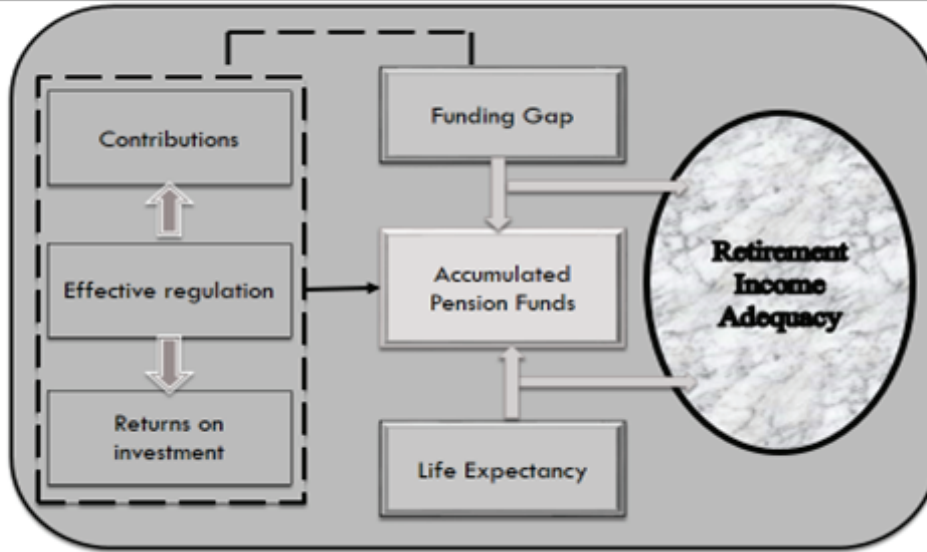 Contributions
Effective regulation
Returns on
investment
Funding Gap
Accumulated
Pension Funds
Life Expectancy
Retirement
Income
Adequacy